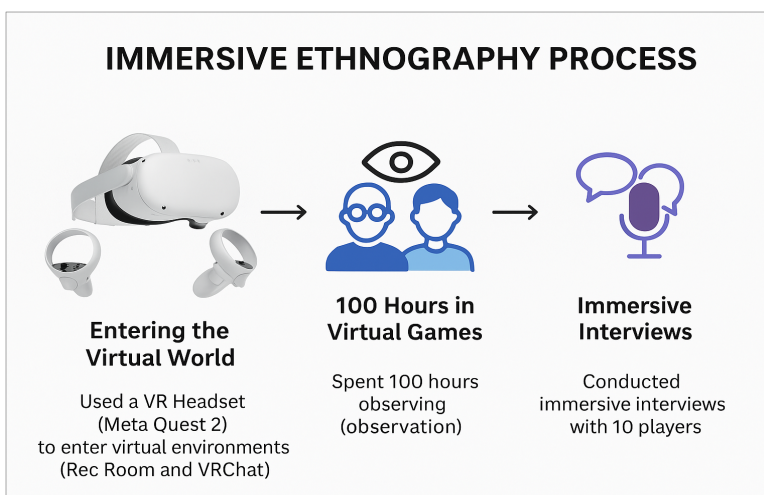 IMMERSIVE ETHNOGRAPHY PROCESS
Entering the
Virtual World
Used a VR Headset
(Meta Quest 2)
to enter virtual environments
(Rec Room and VRChat)
100 Hours in
Virtual Games
Spent 100 hours
observing
(observation)
Immersive
Interviews
Conducted
immersive interviews
with 10 players